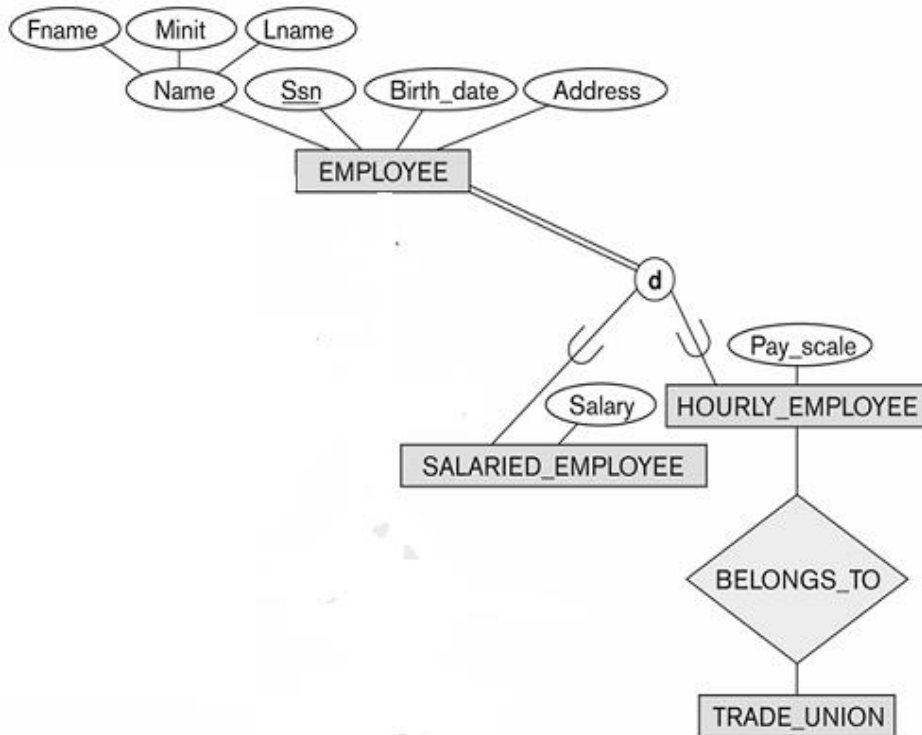 Fname Minit Lname
Name Ssn Birth_date Address
EMPLOYEE
d
Pay_scale
Salary HOURLY_EMPLOYEE
SALARIED_EMPLOYEE
BELONGS_TO
TRADE_UNION